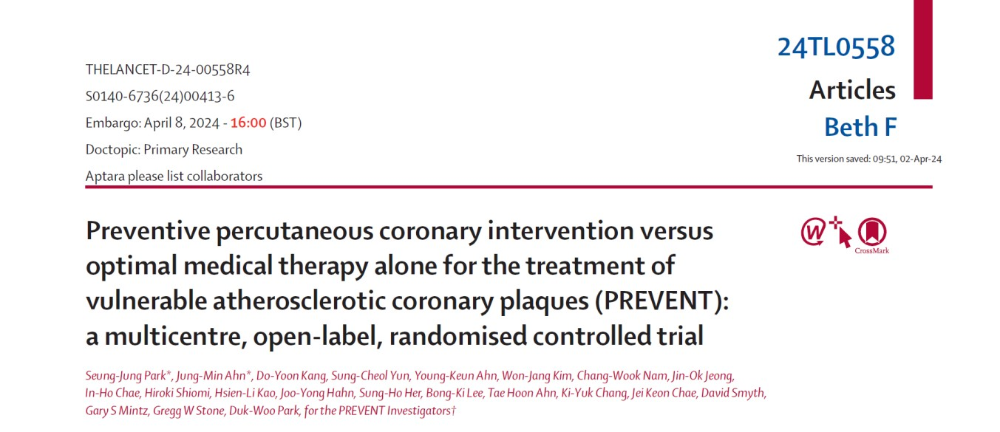 24TL0558
Articles
Beth F
This version saved: 09:51, 02-Apr-24
THELANCET-D-24-00558R4
S0140-6736(24)00413-6
Embargo: April 8, 2024 - 16:00 (BST)
Doctopic: Primary Research
Aptara please list collaborators
Preventive percutaneous coronary intervention versus
optimal medical therapy alone for the treatment of
vulnerable atherosclerotic coronary plaques (PREVENT):
a multicentre, open-label, randomised controlled trial
W
CrossMark
Seung-Jung Park*, Jung-Min Ahn*, Do-Yoon Kang, Sung-Cheol Yun, Young-Keun Ahn, Won-Jang Kim, Chang-Wook Nam, Jin-Ok Jeong,
In-Ho Chae, Hiroki Shiomi, Hsien-Li Kao, Joo-Yong Hahn, Sung-Ho Her, Bong-Ki Lee, Tae Hoon Ahn, Ki-Yuk Chang, Jei Keon Chae, David Smyth,
Gary S Mintz, Gregg W Stone, Duk-Woo Park, for the PREVENT Investigators†